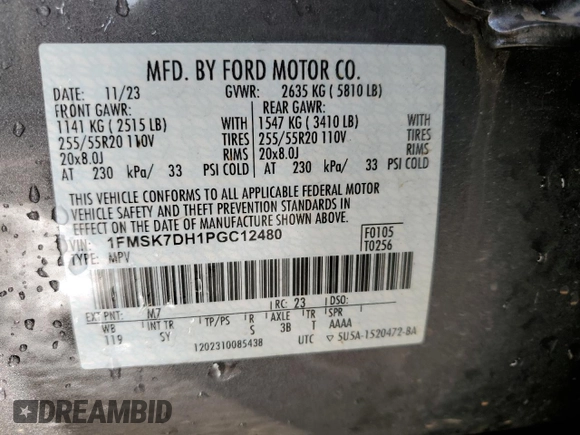 MFD. BY FORD MOTOR CO.
DATE: 11/23 GVWR: 2635 KG ( 5810 LB)
FRONT GAWR: REAR GAWR:
1141 KG ( 2515 LB) WITH 1547 KG ( 3410 LB) WITH
255/55R20 110V TIRES 255/55R20 110V TIRES
20x8.0J RIMS 20x8.0J RIMS
AT 230 kPa/ 33 PSI COLD AT 230 kPa/ 33 PSI COLD
THIS VEHICLE CONFORMS TO ALL APPLICABLE FEDERAL MOTOR
VEHICLE SAFETY AND THEFT PREVENTION STANDARDS IN
EFFECT ON THE DATE OF MANUFACTURE SHOWN ABOVE.
VIN: 1FMSK7DH1PGC12480 F0105
TYPE: MPV T0256
EXT PNT: M7 RC: 23 DSO:
WB INT TR TP/PS R AXLE TR SPR
119 SY S 3B T AAAA
1202310085438 UTC ▽ 5U5A-1520472-BA
DREAMBID